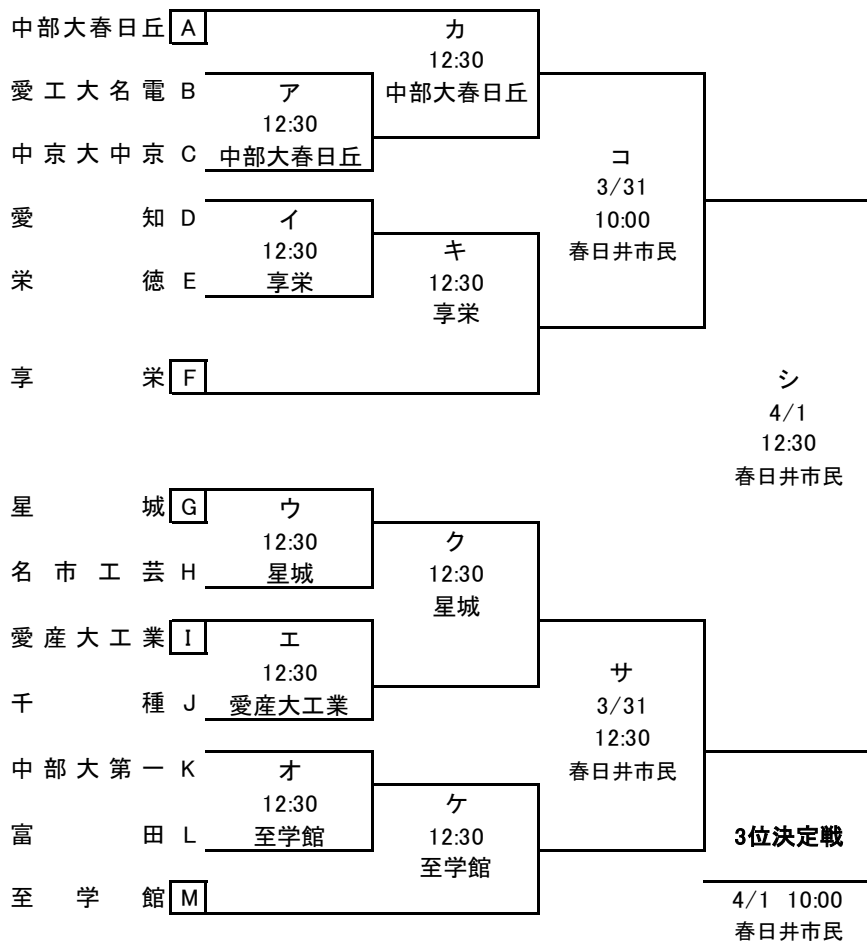 中部大春日丘 A
カ
12:30
中部大春日丘
愛工大名電 B
ア
12:30
中部大春日丘
中京大中京 C
コ
3/31
10:00
春日井市民
愛知 D
イ
12:30
享栄
栄徳 E
キ
12:30
享栄
享栄 F
シ
4/1
12:30
春日井市民
星城 G
ウ
12:30
星城
名市工芸 H
ク
12:30
星城
愛産大工業 I
エ
12:30
愛産大工業
千種 J
サ
3/31
12:30
春日井市民
中部大第一 K
オ
12:30
至学館
富田 L
ケ
12:30
至学館
至学館 M
3位決定戦
4/1 10:00
春日井市民